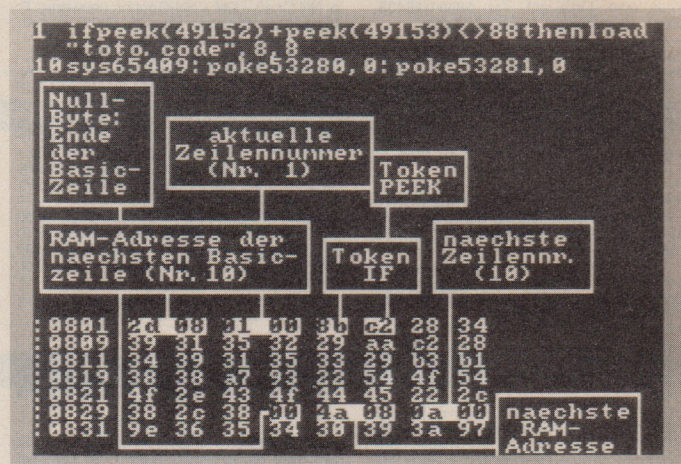 1 ifpeek(49152)+peek(49153)<>88thenload
"toto.code",8,8
10sys65409:poke53280,0:poke53281,0
Null-
Byte:
Ende
der
Basic-
Zeile
aktuelle
Zeilennummer
(Nr. 1)
Token
PEEK
RAM-Adresse der
naechsten Basic-
zeile (Nr.10)
Token
IF
naechste
Zeilennr.
(10)
:0801 2d 08 01 00 8b c2 28 34
:0809 39 31 35 32 29 aa c2 28
:0811 34 39 31 35 33 29 b3 b1
:0819 38 38 a7 93 22 54 4f 54
:0821 4f 2e 43 4f 44 45 22 2c
:0829 38 2c 38 00 4a 08 0a 00
:0831 9e 36 35 34 30 39 3a 97
naechste
RAM-
Adresse